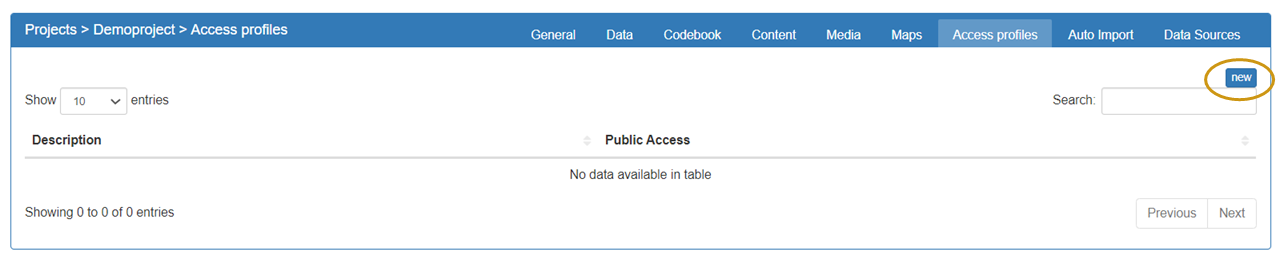 Projects > Demoproject > Access profiles General Data Codebook Content Media Maps Access profiles Auto Import Data Sources
new
Show 10 entries Search:
Description Public Access
No data available in table
Showing 0 to 0 of 0 entries Previous Next